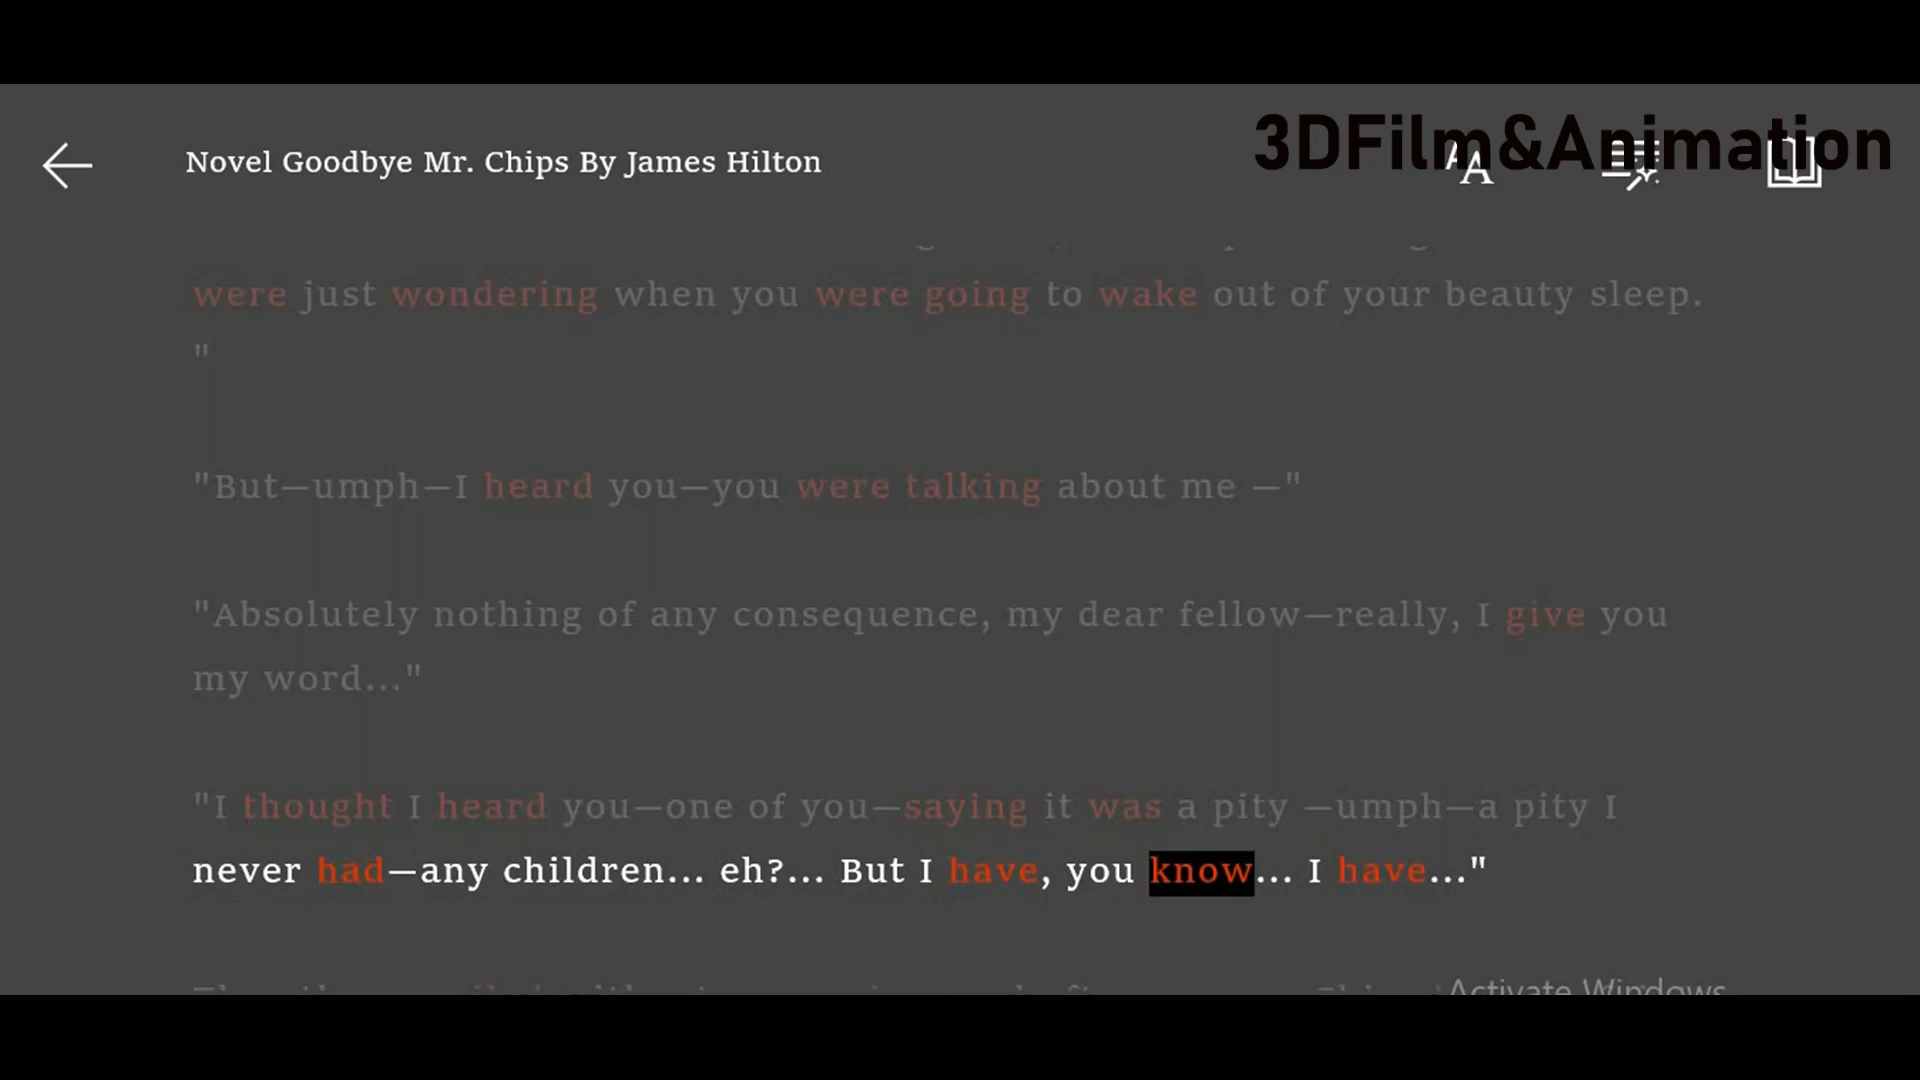 3DFilm&Animation
Novel Goodbye Mr. Chips By James Hilton
were just wondering when you were going to wake out of your beauty sleep.
"
"But—umph—I heard you—you were talking about me —"
"Absolutely nothing of any consequence, my dear fellow—really, I give you
my word..."
"I thought I heard you—one of you—saying it was a pity —umph—a pity I
never had—any children... eh?... But I have, you know... I have..."
Activate Windows